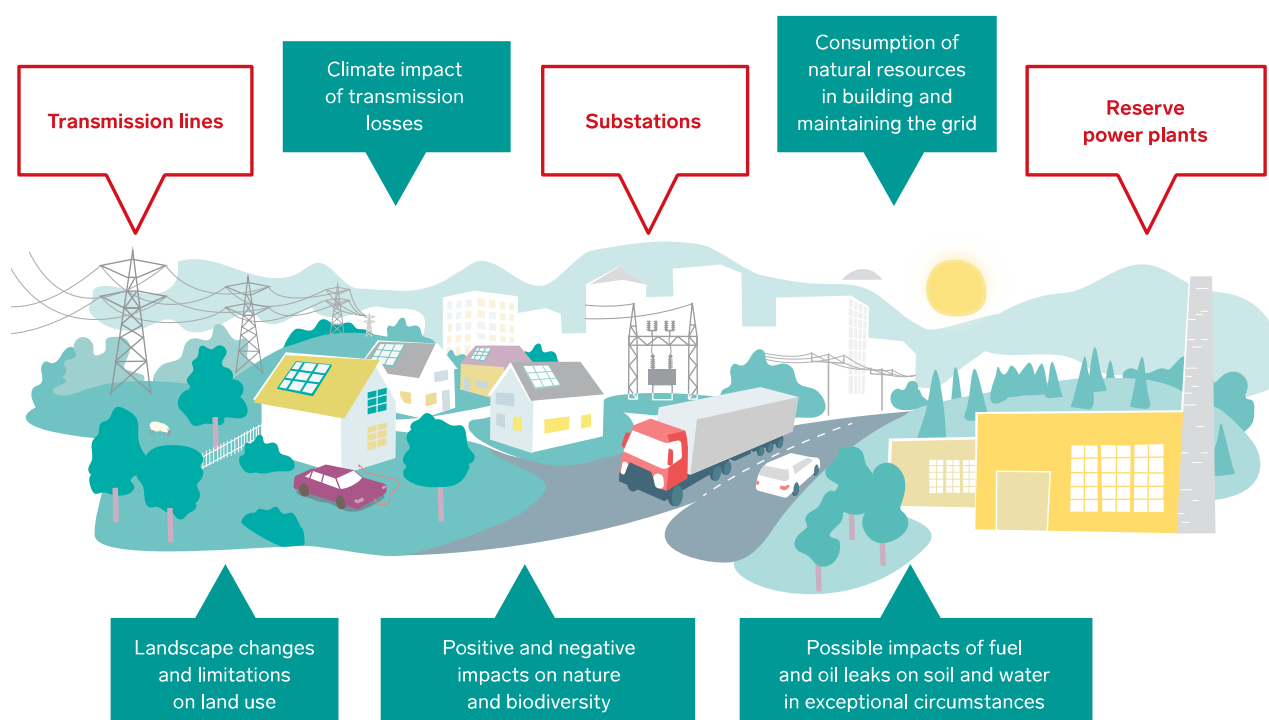 Transmission lines
Climate impact
of transmission
losses
Substations
Consumption of
natural resources
in building and
maintaining the grid
Reserve
power plants
Landscape changes
and limitations
on land use
Positive and negative
impacts on nature
and biodiversity
Possible impacts of fuel
and oil leaks on soil and water
in exceptional circumstances